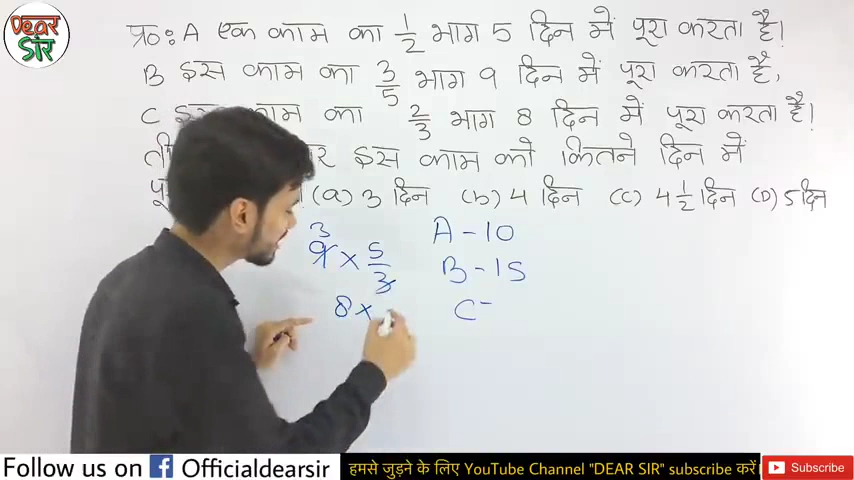 DEAR
SIR
प्र०: A एक काम का 1/2 भाग 5 दिन में पूरा करता है।
B इस काम का 3/5 भाग 9 दिन में पूरा करता है,
C काम का 2/3 भाग 8 दिन में पूरा करता है।
इस काम को कितने दिन में
(a) 3 दिन (b) 4 दिन (C) 4 1/2 दिन (D) 5 दिन
3
9 × 5/3
8 ×
A - 10
B - 15
C -
Follow us on f Officialdearsir
हमसे जुड़ने के लिए YouTube Channel "DEAR SIR" subscribe करें
Subscribe